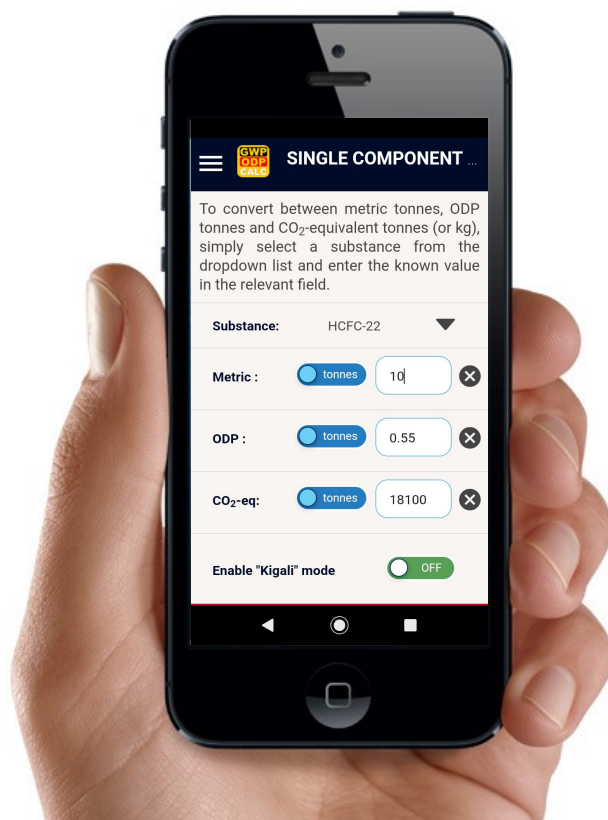 GWP
ODP
CALC
SINGLE COMPONENT ...
To convert between metric tonnes, ODP
tonnes and CO₂-equivalent tonnes (or kg),
simply select a substance from the
dropdown list and enter the known value
in the relevant field.
Substance: HCFC-22
Metric : tonnes 10
ODP : tonnes 0.55
CO₂-eq: tonnes 18100
Enable "Kigali" mode OFF